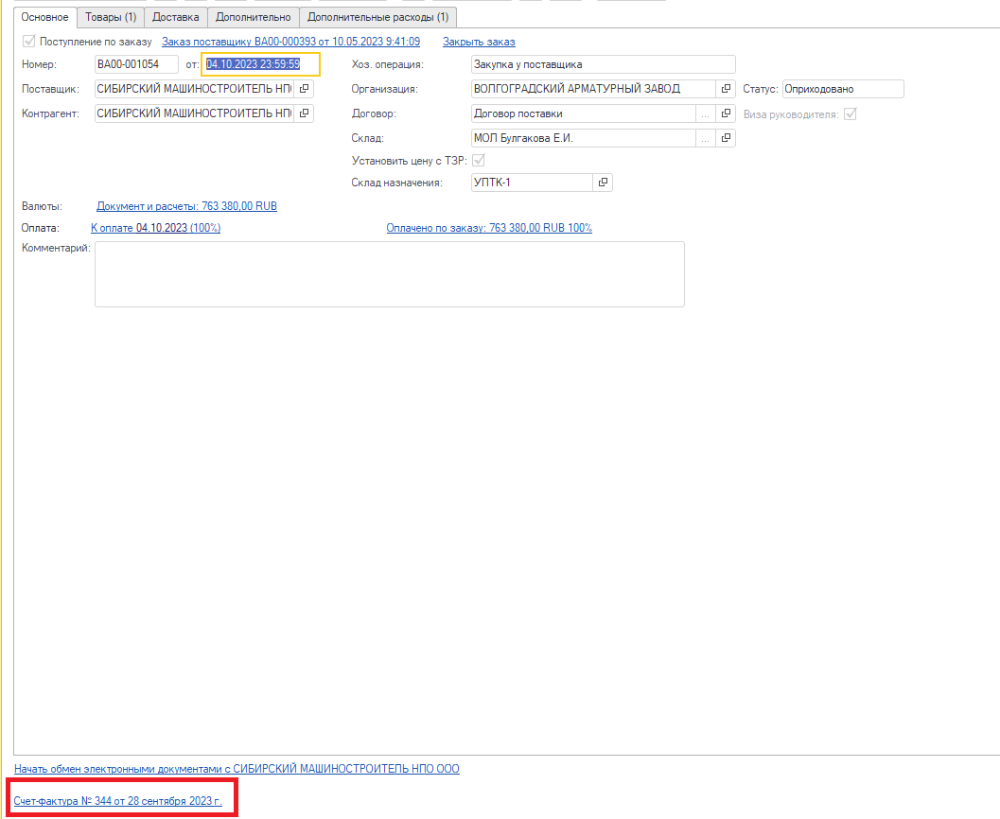 Основное Товары (1) Доставка Дополнительно Дополнительные расходы (1)
Поступление по заказу Заказ поставщику ВА00-000393 от 10.05.2023 9:41:09 Закрыть заказ
Номер: ВА00-001054 от: 04.10.2023 23:59:59 Хоз. операция: Закупка у поставщика
Поставщик: СИБИРСКИЙ МАШИНОСТРОИТЕЛЬ НПО Организация: ВОЛГОГРАДСКИЙ АРМАТУРНЫЙ ЗАВОД Статус: Оприходовано
Контрагент: СИБИРСКИЙ МАШИНОСТРОИТЕЛЬ НПО Договор: Договор поставки ... Виза руководителя:
Склад: МОЛ Булгакова Е.И. ...
Установить цену с ТЗР:
Склад назначения: УПТК-1
Валюты: Документ и расчеты: 763 380,00 RUB
Оплата: К оплате 04.10.2023 (100%) Оплачено по заказу: 763 380,00 RUB 100%
Комментарий:
Начать обмен электронными документами с СИБИРСКИЙ МАШИНОСТРОИТЕЛЬ НПО ООО
Счет-фактура № 344 от 28 сентября 2023 г.